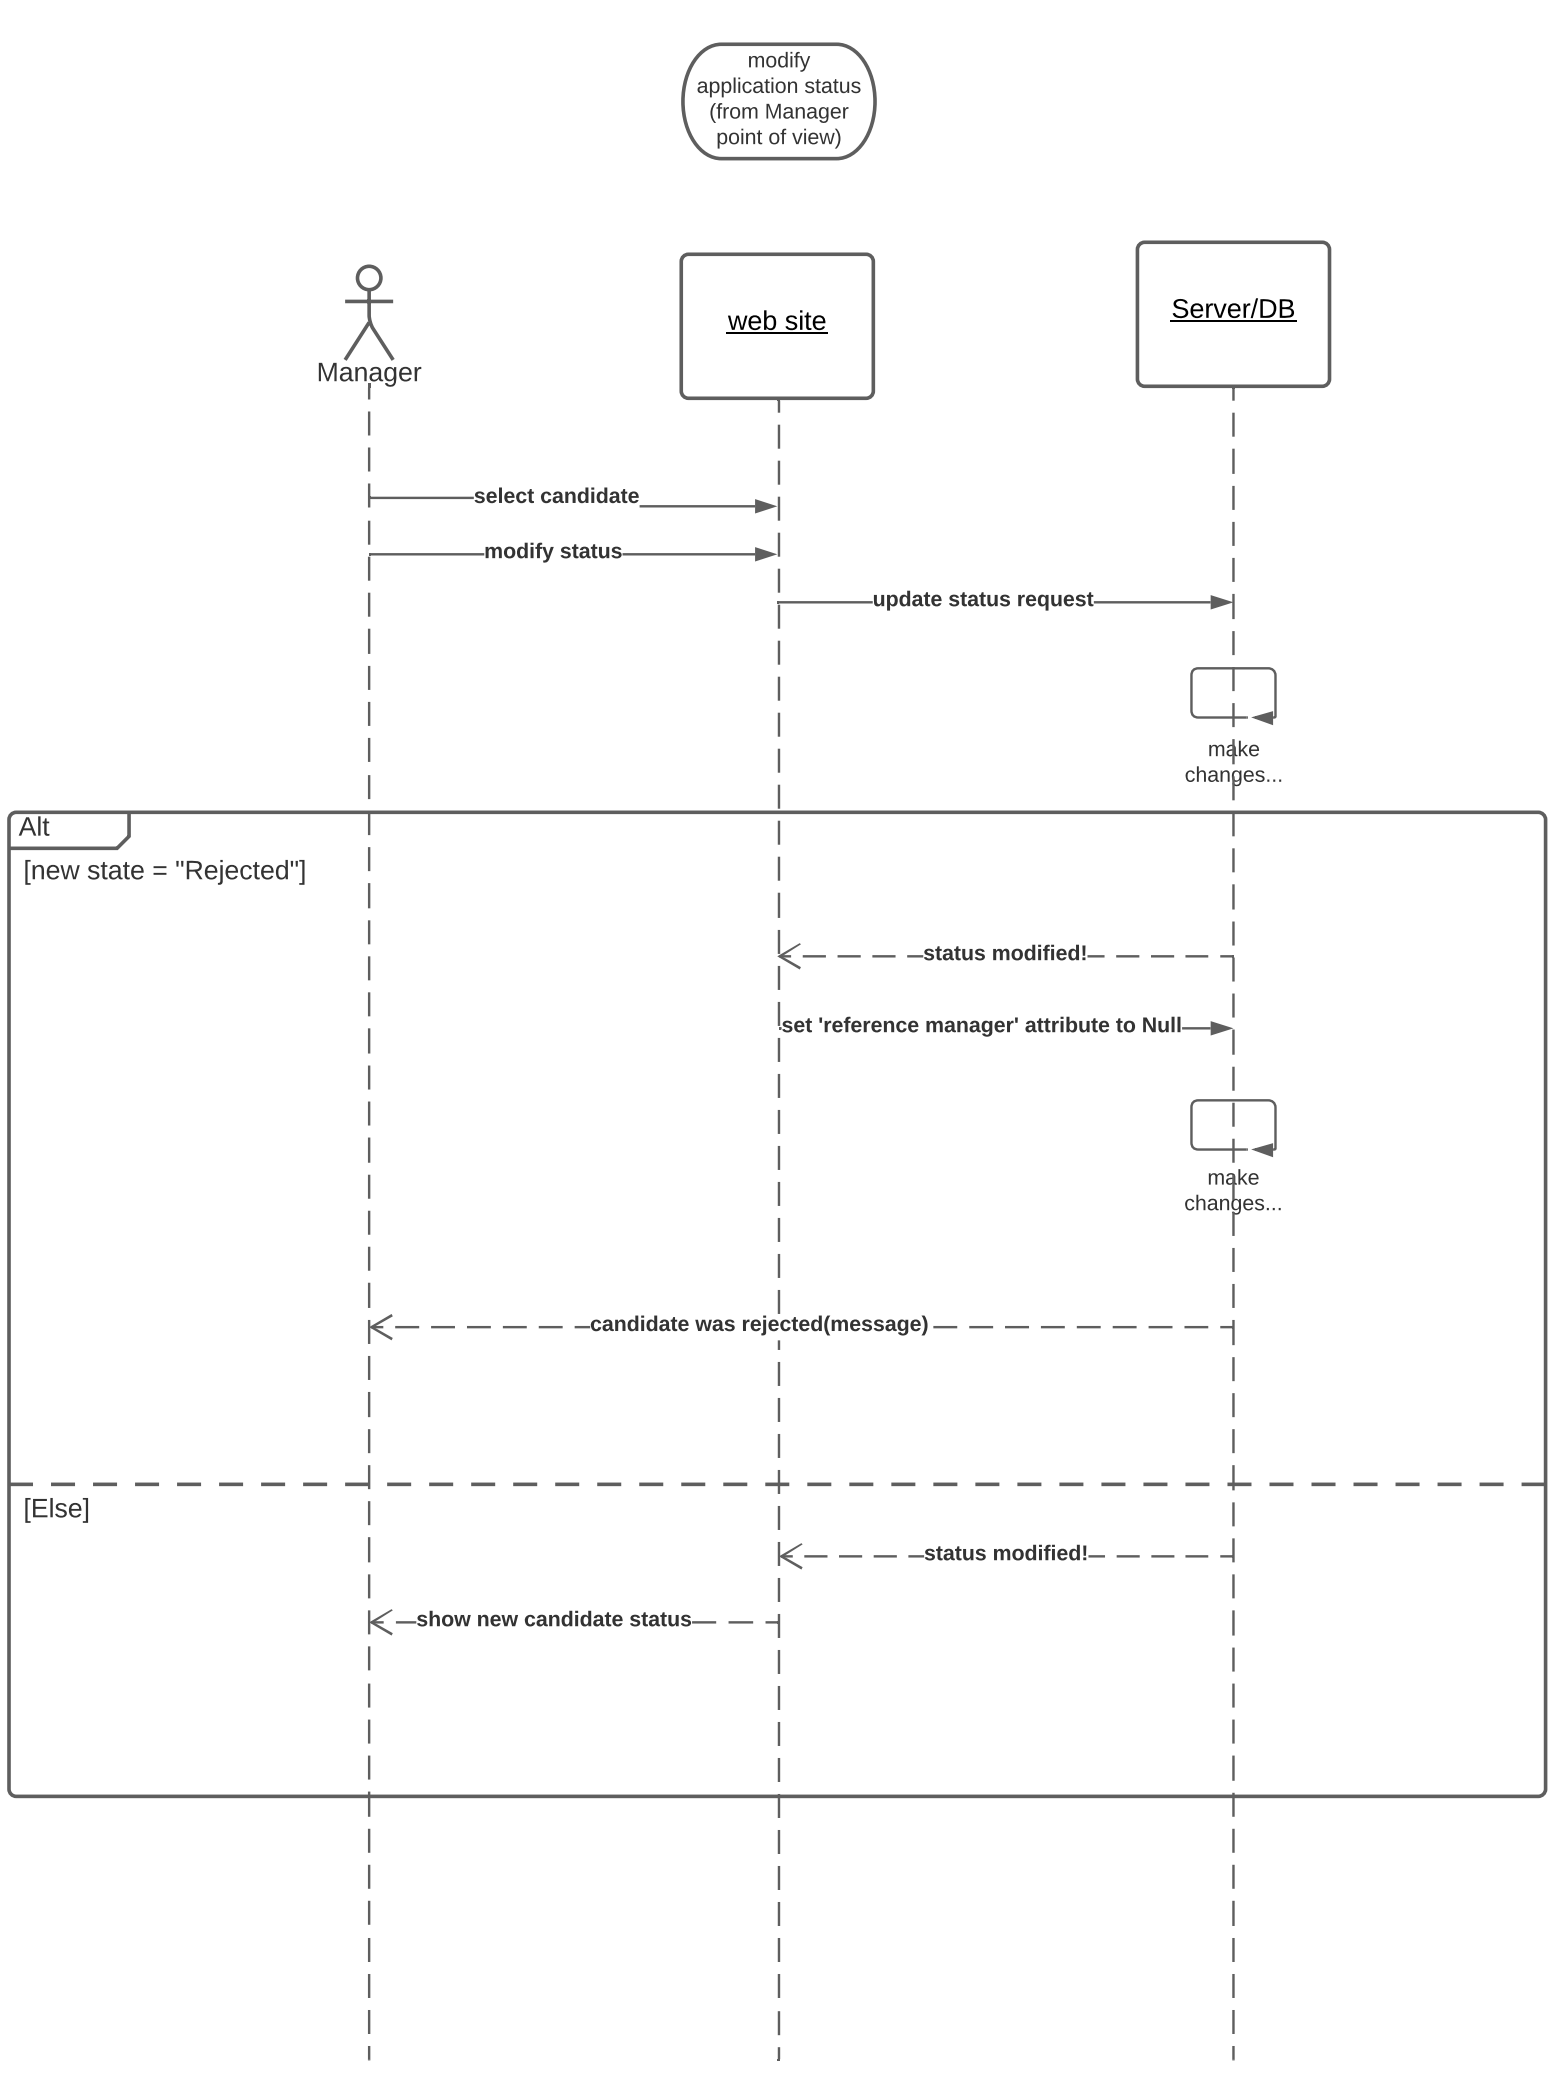 modify
application status
(from Manager
point of view)
Manager
web site
Server/DB
select candidate
modify status
update status request
make
changes...
Alt
[new state = "Rejected"]
status modified!
set 'reference manager' attribute to Null
make
changes...
candidate was rejected(message)
[Else]
status modified!
show new candidate status